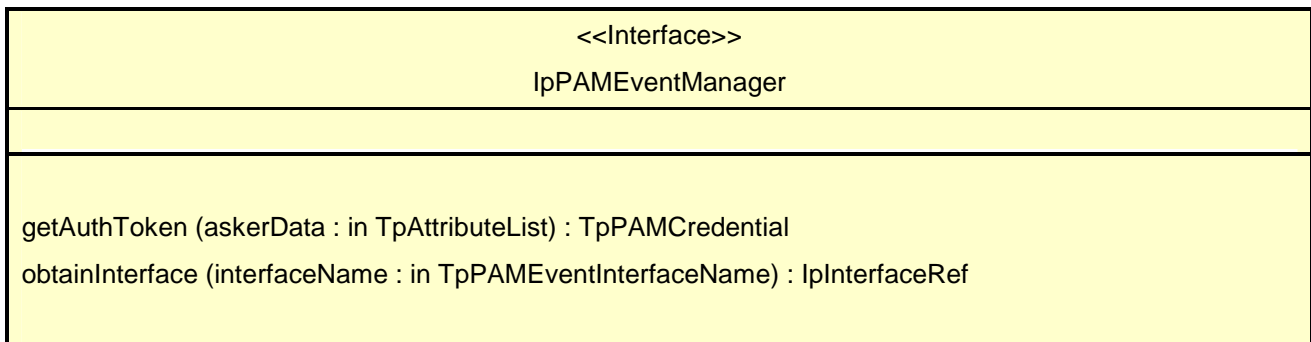 <<Interface>>
IpPAMEventManager
getAuthToken (askerData : in TpAttributeList) : TpPAMCredential
obtainInterface (interfaceName : in TpPAMEventInterfaceName) : IpInterfaceRef